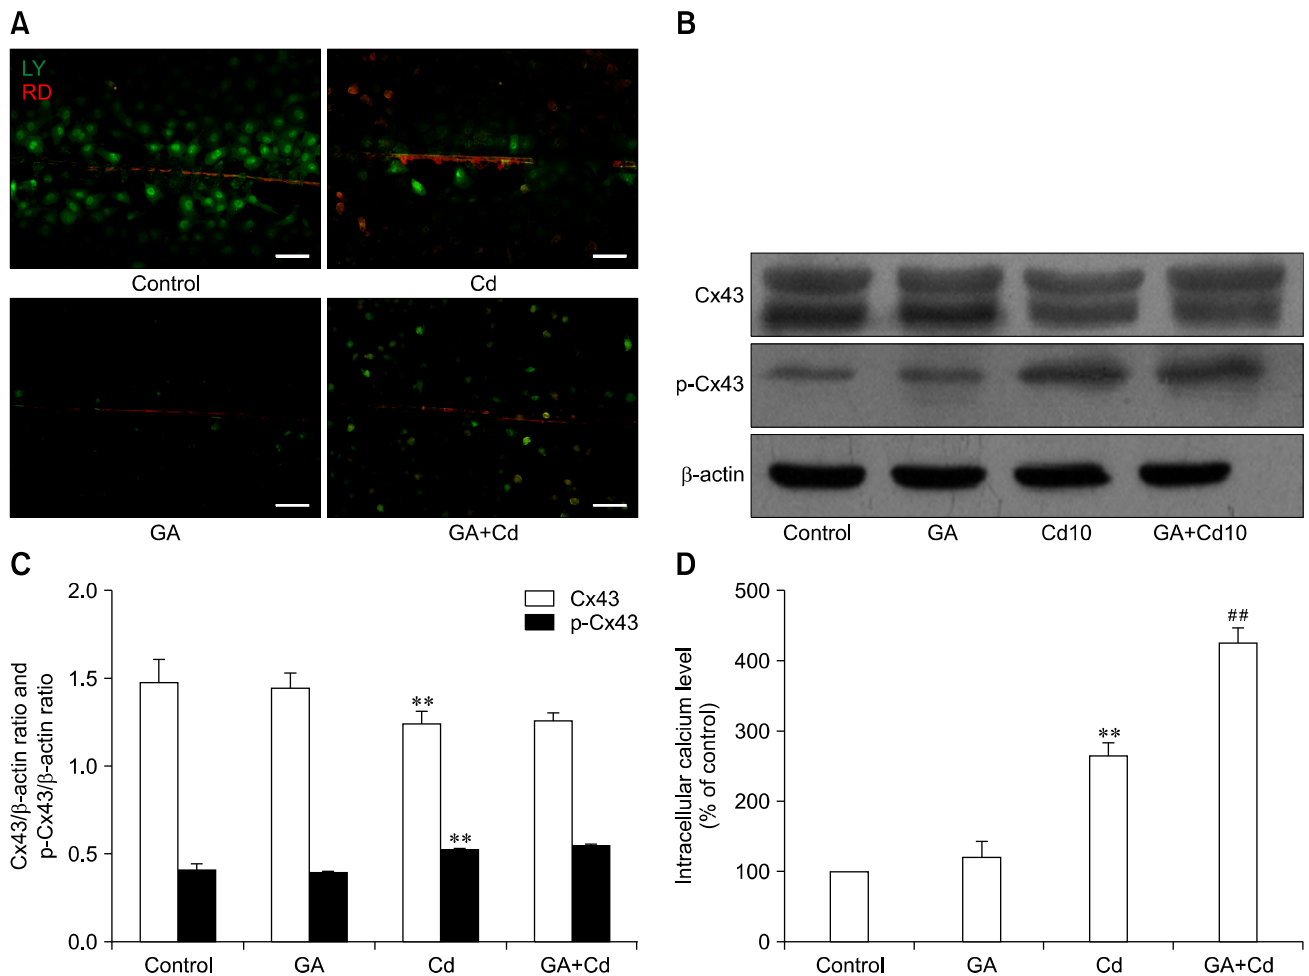 A
LY
RD
Control
Cd
GA
GA+Cd
B
Cx43
p-Cx43
β-actin
Control
GA
Cd10
GA+Cd10
C
Cx43/β-actin ratio and
p-Cx43/β-actin ratio
2.0
1.5
1.0
0.5
0.0
Cx43
p-Cx43
**
**
Control
GA
Cd
GA+Cd
D
Intracellular calcium level
(% of control)
500
400
300
200
100
0
**
##
Control
GA
Cd
GA+Cd